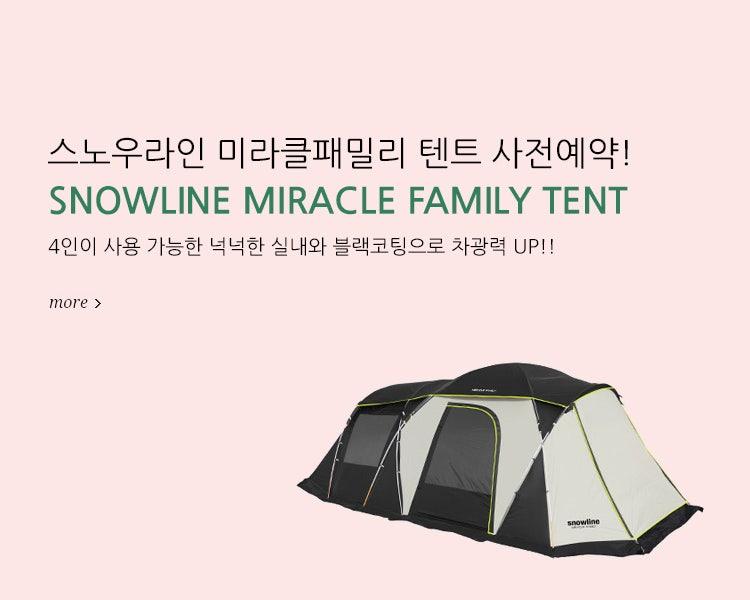 스노우라인 미라클패밀리 텐트 사전예약!
SNOWLINE MIRACLE FAMILY TENT
4인이 사용 가능한 넉넉한 실내와 블랙코팅으로 차광력 UP!!
more >
snowline